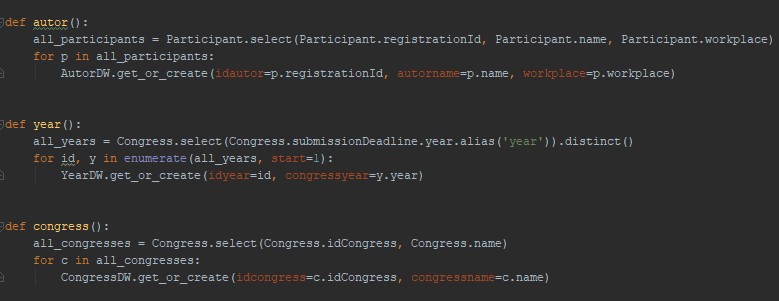 def autor():
    all_participants = Participant.select(Participant.registrationId, Participant.name, Participant.workplace)
    for p in all_participants:
        AutorDW.get_or_create(idautor=p.registrationId, autorname=p.name, workplace=p.workplace)
def year():
    all_years = Congress.select(Congress.submissionDeadline.year.alias('year')).distinct()
    for id, y in enumerate(all_years, start=1):
        YearDW.get_or_create(idyear=id, congressyear=y.year)
def congress():
    all_congresses = Congress.select(Congress.idCongress, Congress.name)
    for c in all_congresses:
        CongressDW.get_or_create(idcongress=c.idCongress, congressname=c.name)